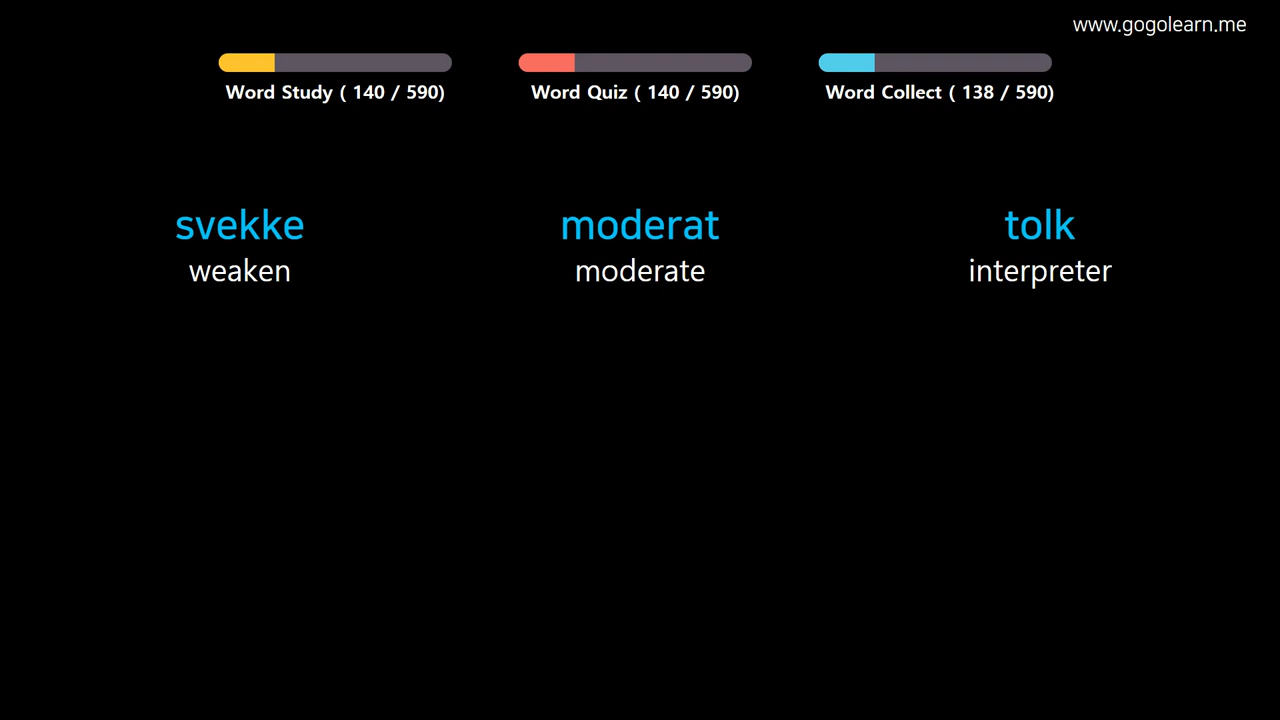 www.gogolearn.me
Word Study ( 140 / 590)
Word Quiz ( 140 / 590)
Word Collect ( 138 / 590)
svekke
weaken
moderat
moderate
tolk
interpreter